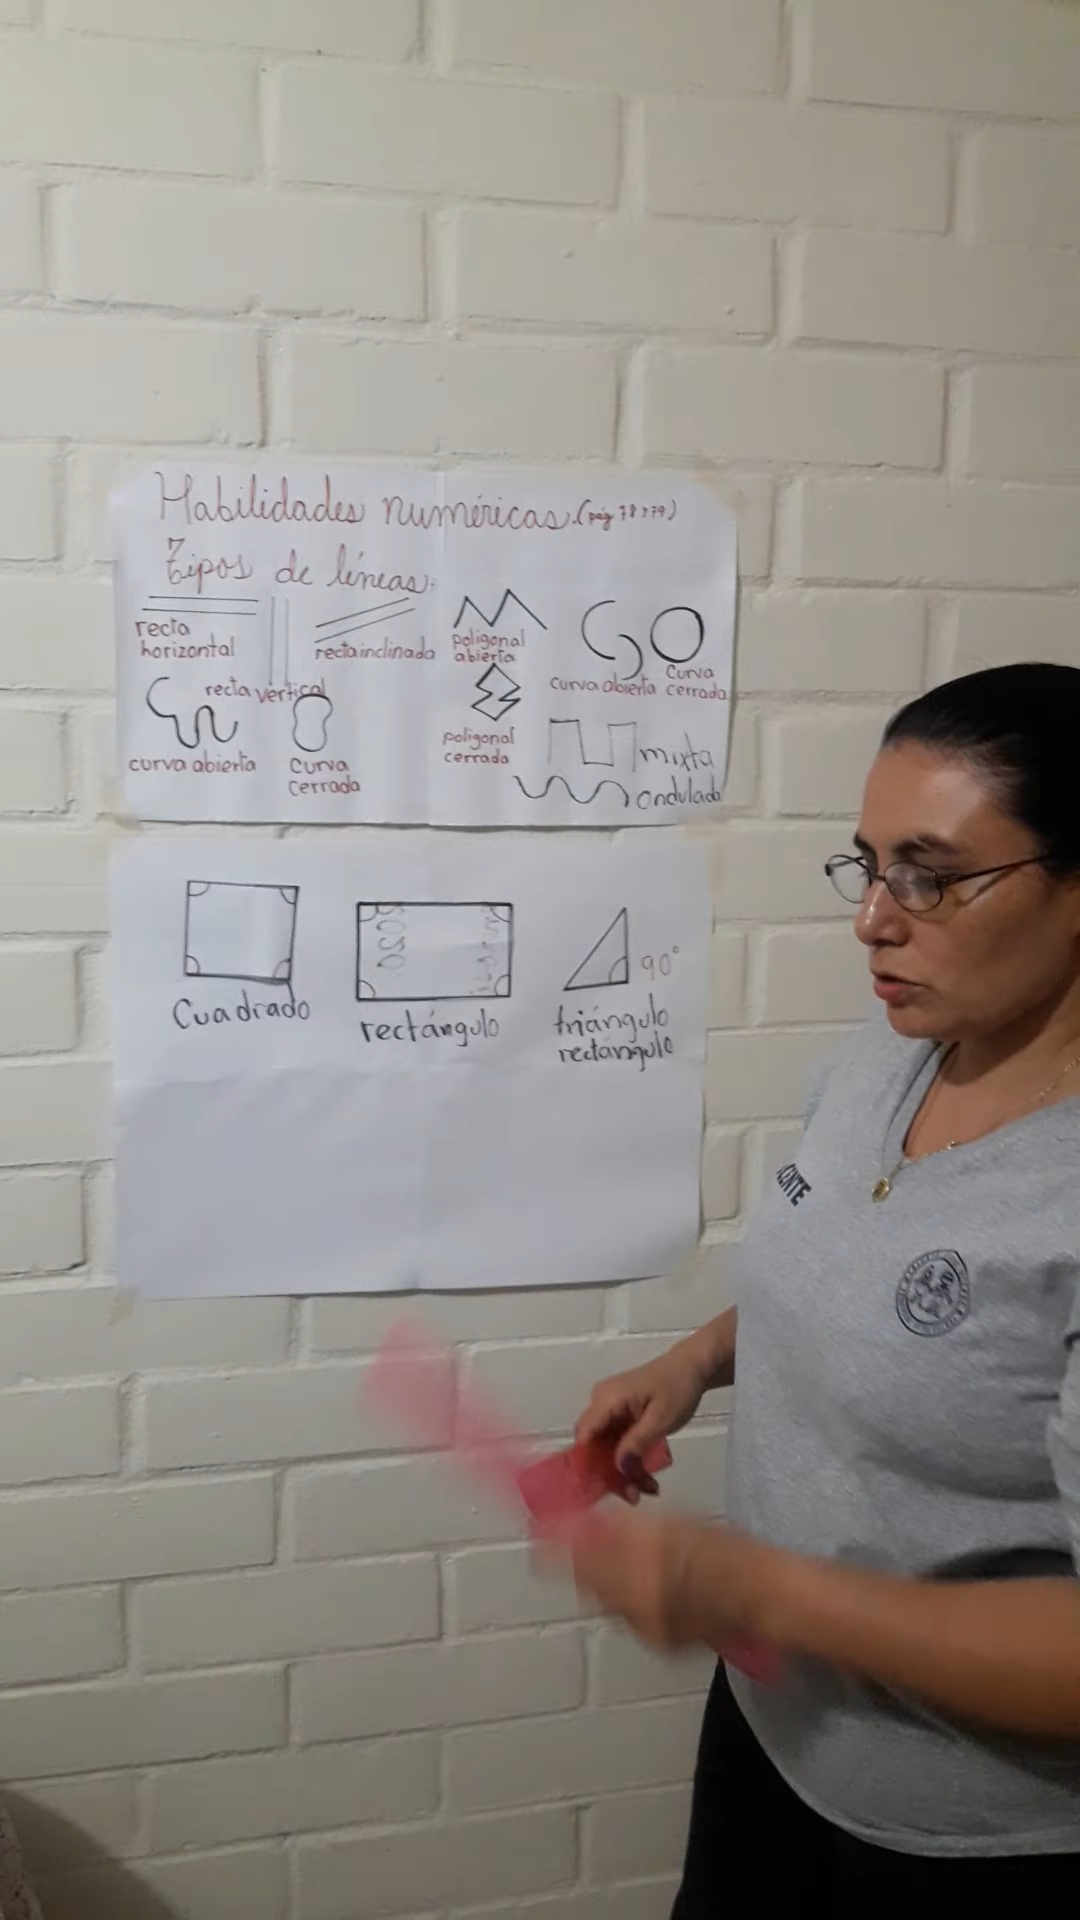 Habilidades numéricas.(pág 78 y 79)
Tipos de líneas.
recta
horizontal
recta vertical
recta inclinada
poligonal
abierta
curva abierta
curva
cerrada
curva abierta
curva
cerrada
poligonal
cerrada
mixta
ondulada
cuadrado
rectángulo
90°
triángulo
rectángulo